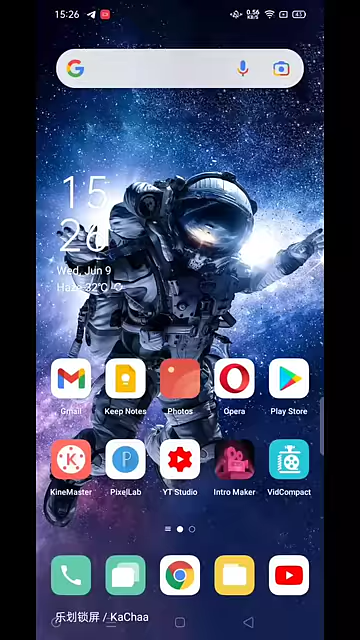 15:26
0.56
KB/S
41
15
26
Wed, Jun 9
Haze 32°C
Gmail
Keep Notes
Photos
Opera
Play Store
KineMaster
PixelLab
YT Studio
Intro Maker
VidCompact
乐划锁屏 / KaChaa